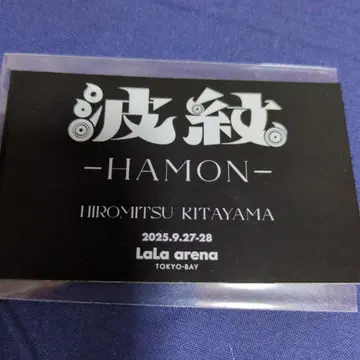 波紋
-HAMON-
HIROMITSU KITAYAMA
2025.9.27-28
LaLa arena
TOKYO-BAY